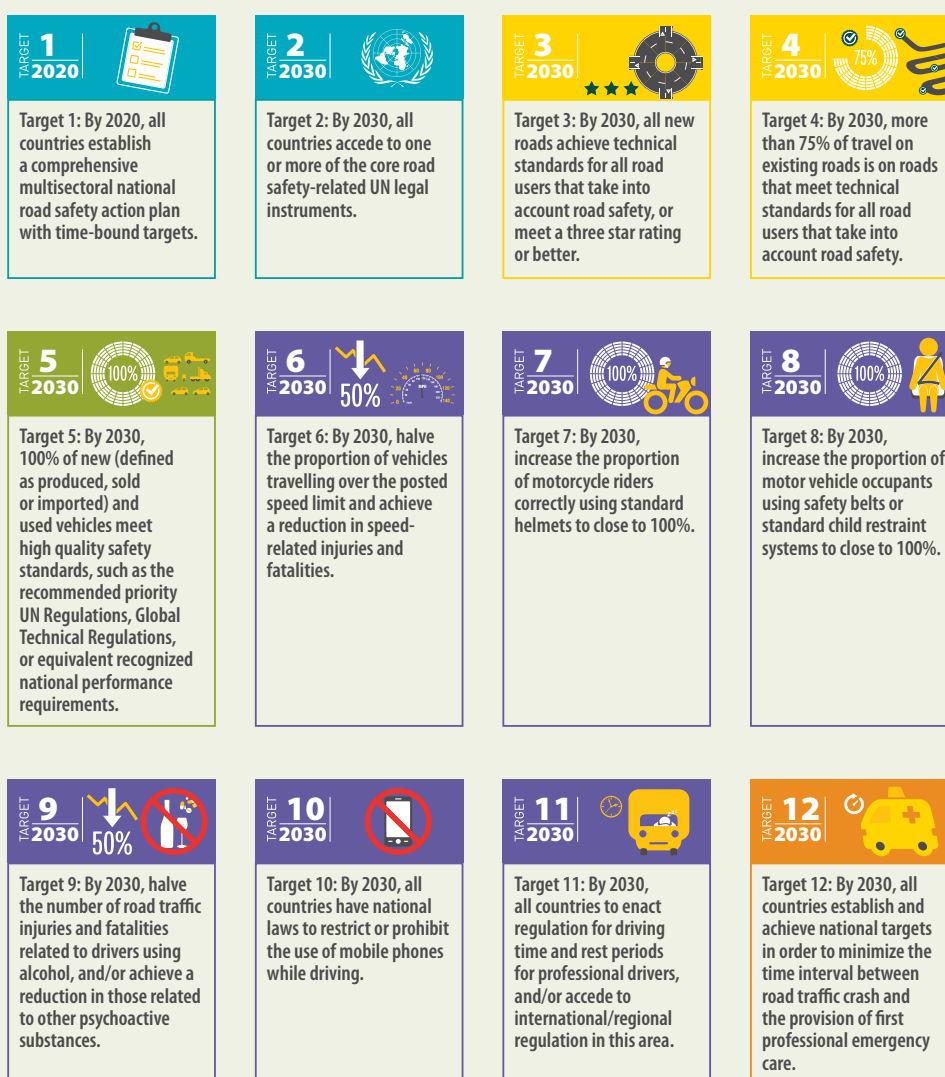 TARGET 1 2020
Target 1: By 2020, all
countries establish
a comprehensive
multisectoral national
road safety action plan
with time-bound targets.
TARGET 2 2030
Target 2: By 2030, all
countries accede to one
or more of the core road
safety-related UN legal
instruments.
TARGET 3 2030
Target 3: By 2030, all new
roads achieve technical
standards for all road
users that take into
account road safety, or
meet a three star rating
or better.
TARGET 4 2030
75%
Target 4: By 2030, more
than 75% of travel on
existing roads is on roads
that meet technical
standards for all road
users that take into
account road safety.
TARGET 5 2030
100%
Target 5: By 2030,
100% of new (defined
as produced, sold
or imported) and
used vehicles meet
high quality safety
standards, such as the
recommended priority
UN Regulations, Global
Technical Regulations,
or equivalent recognized
national performance
requirements.
TARGET 6 2030
50%
Target 6: By 2030, halve
the proportion of vehicles
travelling over the posted
speed limit and achieve
a reduction in speed-
related injuries and
fatalities.
TARGET 7 2030
100%
Target 7: By 2030,
increase the proportion
of motorcycle riders
correctly using standard
helmets to close to 100%.
TARGET 8 2030
100%
Target 8: By 2030,
increase the proportion of
motor vehicle occupants
using safety belts or
standard child restraint
systems to close to 100%.
TARGET 9 2030
50%
Target 9: By 2030, halve
the number of road traffic
injuries and fatalities
related to drivers using
alcohol, and/or achieve a
reduction in those related
to other psychoactive
substances.
TARGET 10 2030
Target 10: By 2030, all
countries have national
laws to restrict or prohibit
the use of mobile phones
while driving.
TARGET 11 2030
Target 11: By 2030,
all countries to enact
regulation for driving
time and rest periods
for professional drivers,
and/or accede to
international/regional
regulation in this area.
TARGET 12 2030
Target 12: By 2030, all
countries establish and
achieve national targets
in order to minimize the
time interval between
road traffic crash and
the provision of first
professional emergency
care.